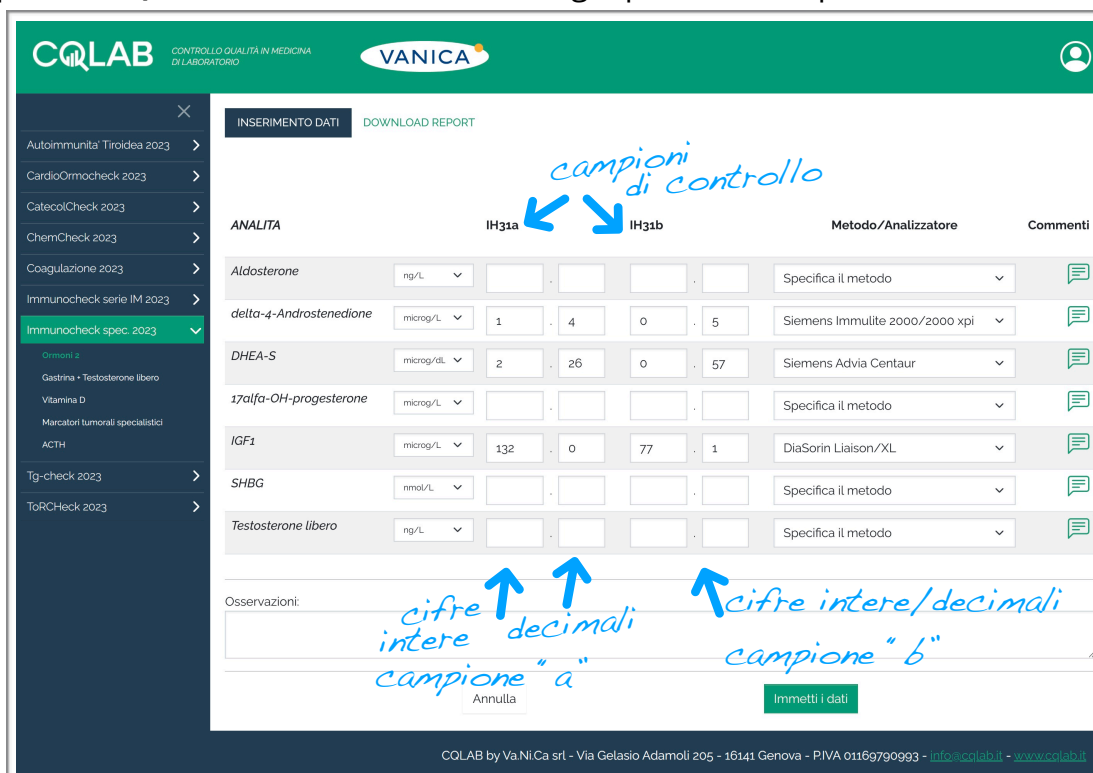 CQLAB
CONTROLLO QUALITÀ IN MEDICINA
DI LABORATORIO
VANICA
INSERIMENTO DATI DOWNLOAD REPORT
Autoimmunita' Tiroidea 2023
CardioOrmocheck 2023
CatecolCheck 2023
ChemCheck 2023
Coagulazione 2023
Immunocheck serie IM 2023
Immunocheck spec. 2023
Ormoni 2
Gastrina + Testosterone libero
Vitamina D
Marcatori tumorali specialistici
ACTH
Tg-check 2023
ToRCHeck 2023
campioni
di controllo
ANALITA IH31a IH31b Metodo/Analizzatore Commenti
Aldosterone ng/L . . Specifica il metodo
delta-4-Androstenedione microg/L 1 . 4 0 . 5 Siemens Immulite 2000/2000 xpi
DHEA-S microg/dL 2 . 26 0 . 57 Siemens Advia Centaur
17alfa-OH-progesterone microg/L . . Specifica il metodo
IGF1 microg/L 132 . 0 77 . 1 DiaSorin Liaison/XL
SHBG nmol/L . . Specifica il metodo
Testosterone libero ng/L . . Specifica il metodo
Osservazioni:
cifre
intere decimali
campione "a"
cifre intere/decimali
campione "b"
Annulla Immetti i dati
CQLAB by Va.Ni.Ca srl - Via Gelasio Adamoli 205 - 16141 Genova - P.IVA 01169790993 - info@cqlab.it - www.cqlab.it